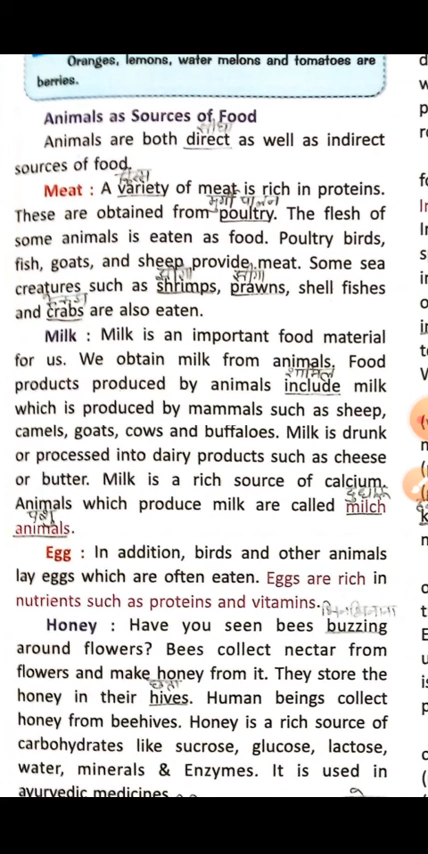 Oranges, lemons, water melons and tomatoes are
berries.
Animals as Sources of Food
सीधा
Animals are both direct as well as indirect
sources of food.
Meat : A variety of meat is rich in proteins.
मुर्गी पालन
These are obtained from poultry. The flesh of
some animals is eaten as food. Poultry birds,
fish, goats, and sheep provide meat. Some sea
झींगा झींगा
creatures such as shrimps, prawns, shell fishes
केकड़ा
and crabs are also eaten.
Milk : Milk is an important food material
for us. We obtain milk from animals. Food
शामिल
products produced by animals include milk
which is produced by mammals such as sheep,
camels, goats, cows and buffaloes. Milk is drunk
or processed into dairy products such as cheese
or butter. Milk is a rich source of calcium.
दुधारू
Animals which produce milk are called milch
animals.
Egg : In addition, birds and other animals
lay eggs which are often eaten. Eggs are rich in
nutrients such as proteins and vitamins.
Honey : Have you seen bees buzzing
around flowers? Bees collect nectar from
flowers and make honey from it. They store the
छत्ता
honey in their hives. Human beings collect
honey from beehives. Honey is a rich source of
carbohydrates like sucrose, glucose, lactose,
water, minerals & Enzymes. It is used in
ayurvedic medicines